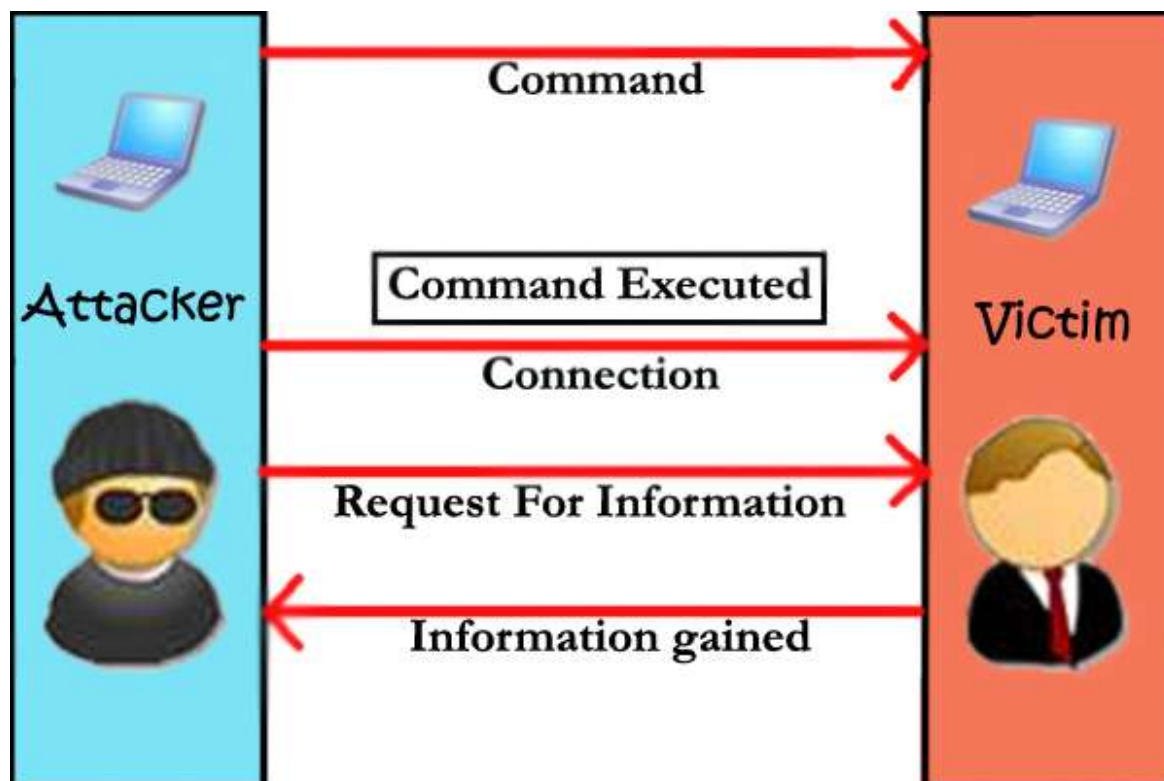 Command
Attacker
Command Executed
Victim
Connection
Request For Information
Information gained